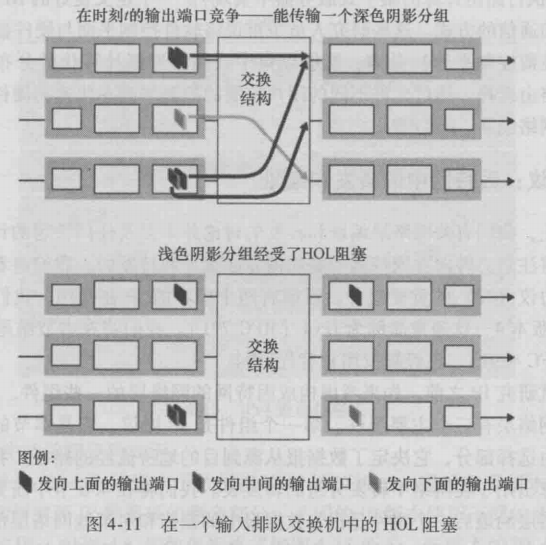 在时刻t的输出端口竞争——能传输一个深色阴影分组
交换
结构
浅色阴影分组经受了HOL阻塞
交换
结构
图例:
发向上面的输出端口 发向中间的输出端口 发向下面的输出端口
图4-11 在一个输入排队交换机中的HOL阻塞